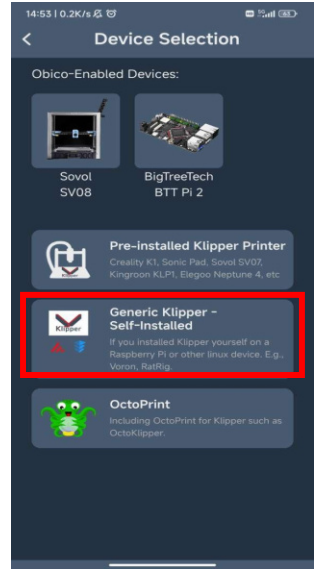 14:53 | 0.2K/s
Device Selection
Obico-Enabled Devices:
Sovol
SV08
BigTreeTech
BTT Pi 2
Pre-installed Klipper Printer
Creality K1, Sonic Pad, Sovol SV07,
Kingroon KLP1, Elegoo Neptune 4, etc
Klipper
Generic Klipper -
Self-Installed
If you installed Klipper yourself on a
Raspberry Pi or other linux device. E.g.,
Voron, RatRig.
Klipper
OctoPrint
Including OctoPrint for Klipper such as
OctoKlipper.